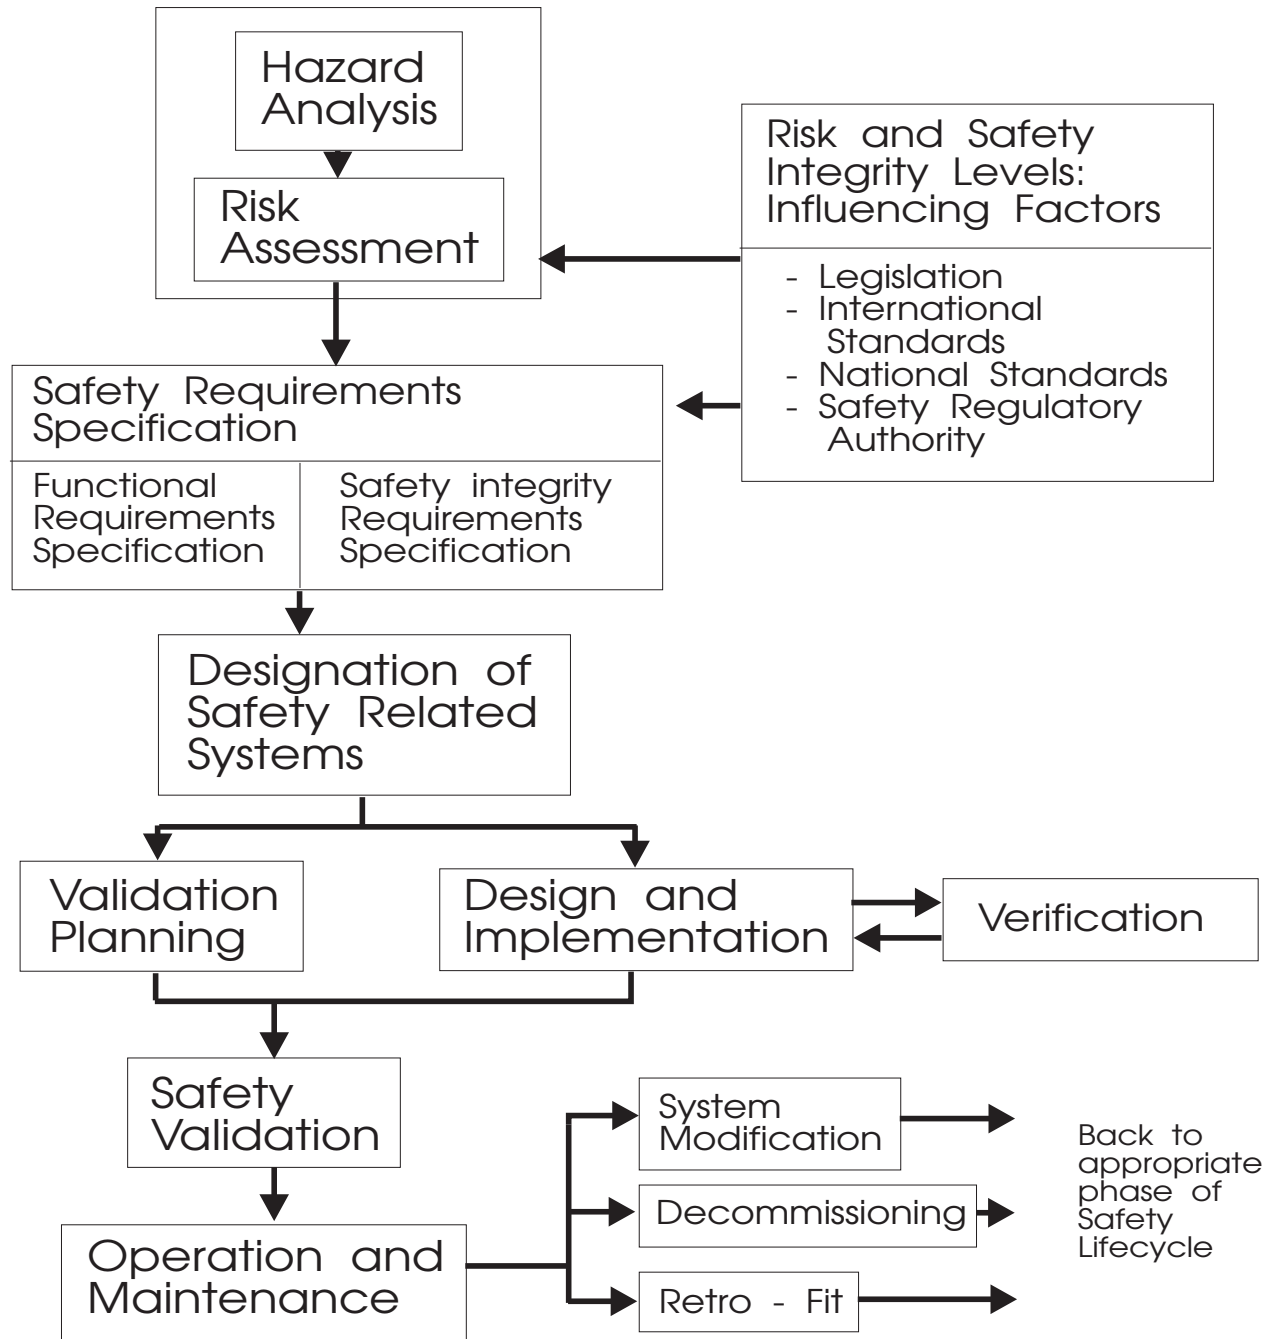 Hazard
Analysis
Risk
Assessment
Risk and Safety
Integrity Levels:
Influencing Factors
- Legislation
- International
Standards
- National Standards
- Safety Regulatory
Authority
Safety Requirements
Specification
Functional
Requirements
Specification
Safety integrity
Requirements
Specification
Designation of
Safety Related
Systems
Validation
Planning
Design and
Implementation
Verification
Safety
Validation
Operation and
Maintenance
System
Modification
Decommissioning
Retro - Fit
Back to
appropriate
phase of
Safety
Lifecycle